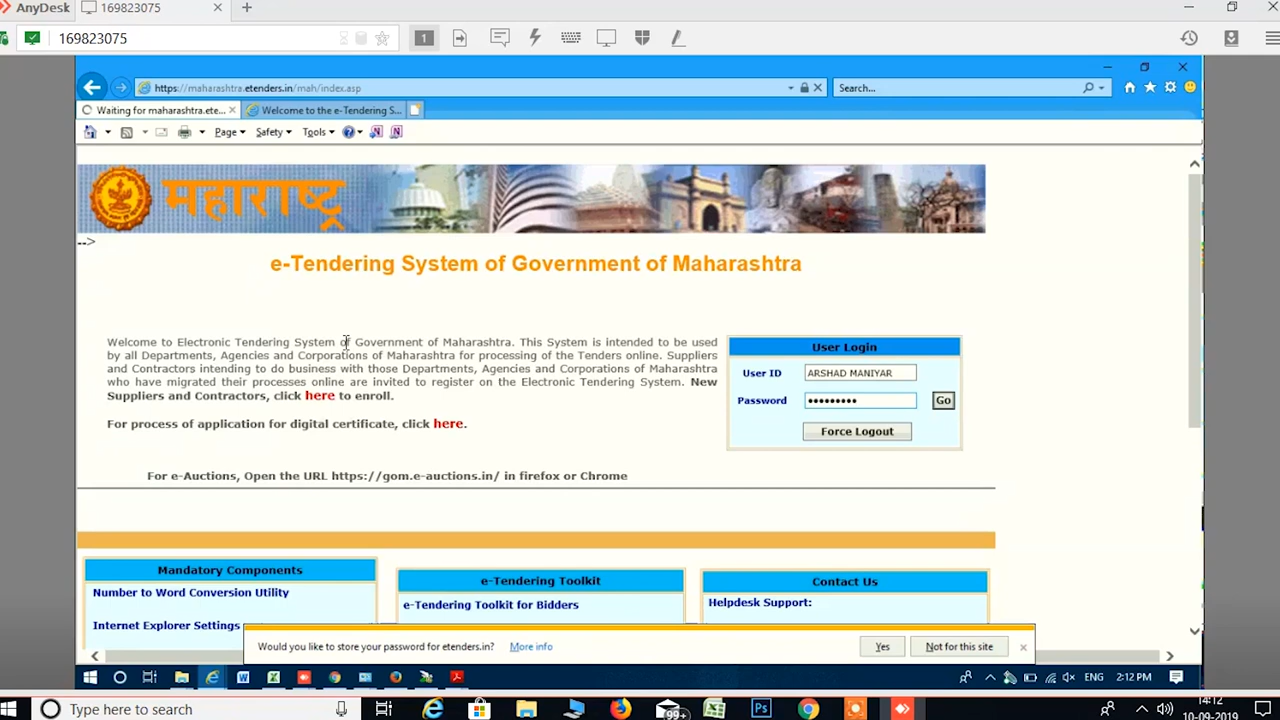 AnyDesk
169823075
169823075
1
https://maharashtra.etenders.in/mah/index.asp
Search...
Waiting for maharashtra.ete...
Welcome to the e-Tendering S...
Page
Safety
Tools
महाराष्ट्र
-->
e-Tendering System of Government of Maharashtra
Welcome to Electronic Tendering System of Government of Maharashtra. This System is intended to be used
by all Departments, Agencies and Corporations of Maharashtra for processing of the Tenders online. Suppliers
and Contractors intending to do business with those Departments, Agencies and Corporations of Maharashtra
who have migrated their processes online are invited to register on the Electronic Tendering System. New
Suppliers and Contractors, click here to enroll.
For process of application for digital certificate, click here.
For e-Auctions, Open the URL https://gom.e-auctions.in/ in firefox or Chrome
User Login
User ID
ARSHAD MANIYAR
Password
•••••••••
Go
Force Logout
Mandatory Components
Number to Word Conversion Utility
Internet Explorer Settings
e-Tendering Toolkit
e-Tendering Toolkit for Bidders
Contact Us
Helpdesk Support:
Would you like to store your password for etenders.in?
More info
Yes
Not for this site
ENG
2:12 PM
Type here to search
99+
14:12
10-09-2019